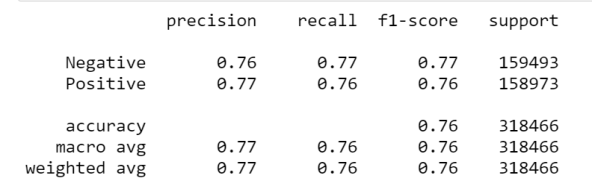 precision recall f1-score support
Negative 0.76 0.77 0.77 159493
Positive 0.77 0.76 0.76 158973
accuracy 0.76 318466
macro avg 0.77 0.76 0.76 318466
weighted avg 0.77 0.76 0.76 318466